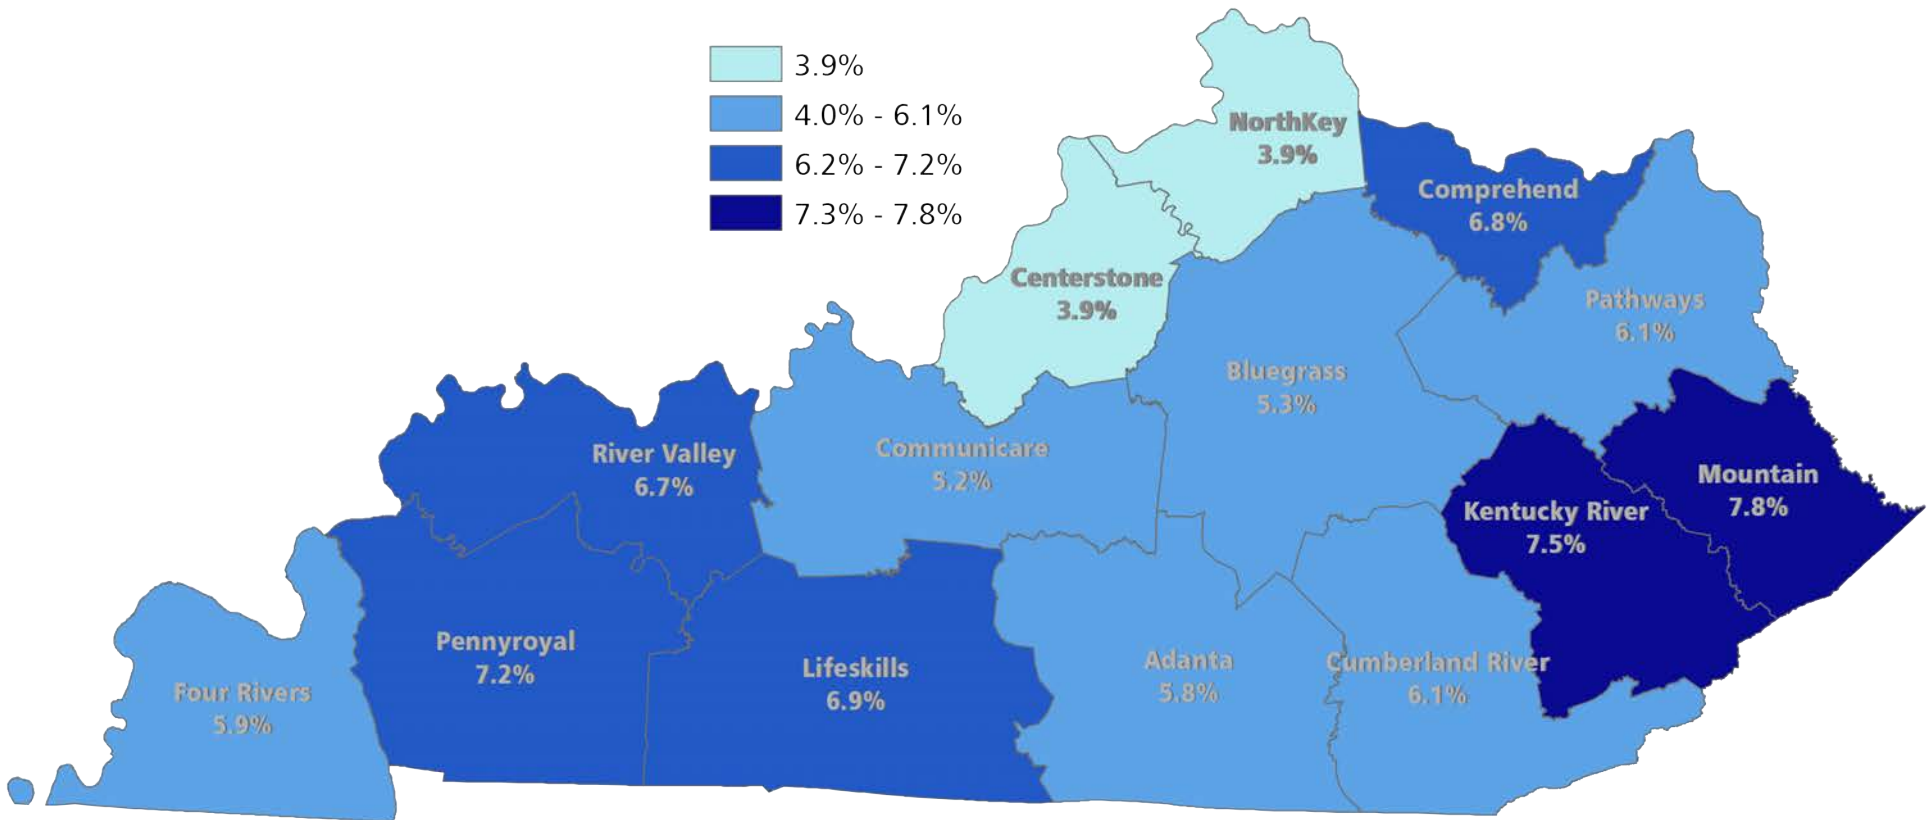 3.9%
4.0% - 6.1%
6.2% - 7.2%
7.3% - 7.8%
NorthKey
3.9%
Comprehend
6.8%
Centerstone
3.9%
Pathways
6.1%
Bluegrass
5.3%
River Valley
6.7%
Communicare
5.2%
Mountain
7.8%
Kentucky River
7.5%
Pennyroyal
7.2%
Lifeskills
6.9%
Adanta
5.8%
Cumberland River
6.1%
Four Rivers
5.9%